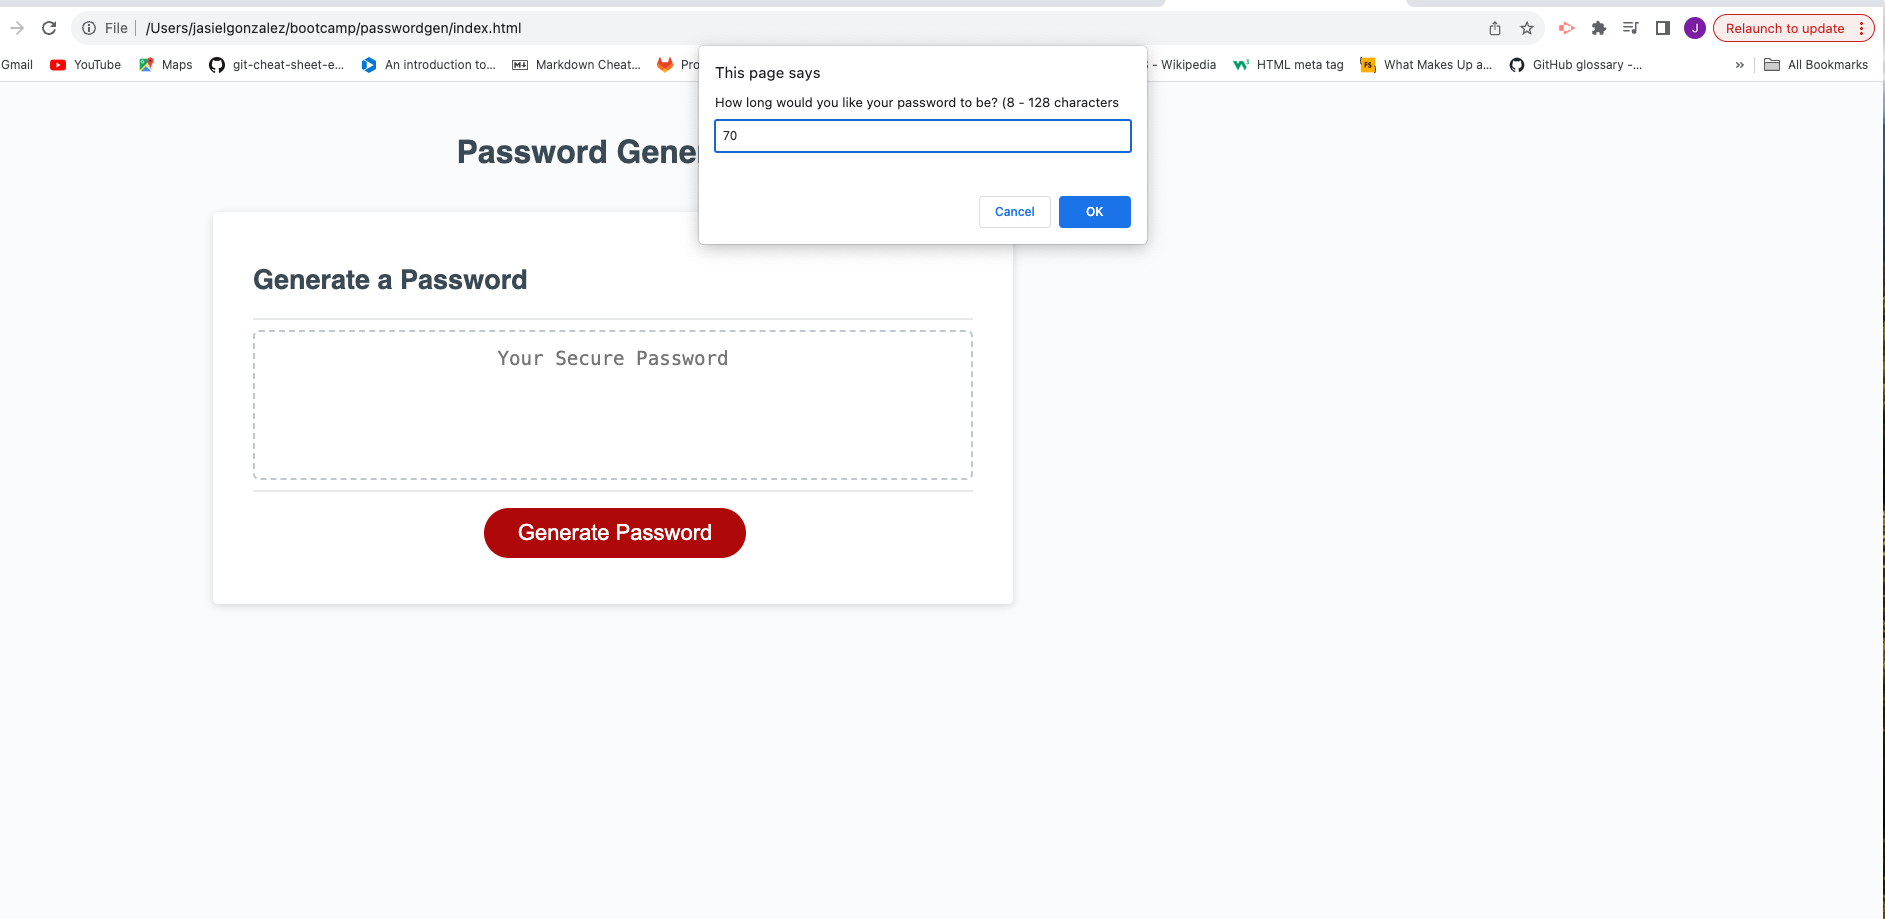 File /Users/jasielgonzalez/bootcamp/passwordgen/index.html J Relaunch to update
Gmail YouTube Maps git-cheat-sheet-e... An introduction to... M↓ Markdown Cheat... Pro - Wikipedia HTML meta tag FS What Makes Up a... GitHub glossary -... » All Bookmarks
This page says
How long would you like your password to be? (8 - 128 characters
70
Cancel OK
Password Gene
Generate a Password
Your Secure Password
Generate Password